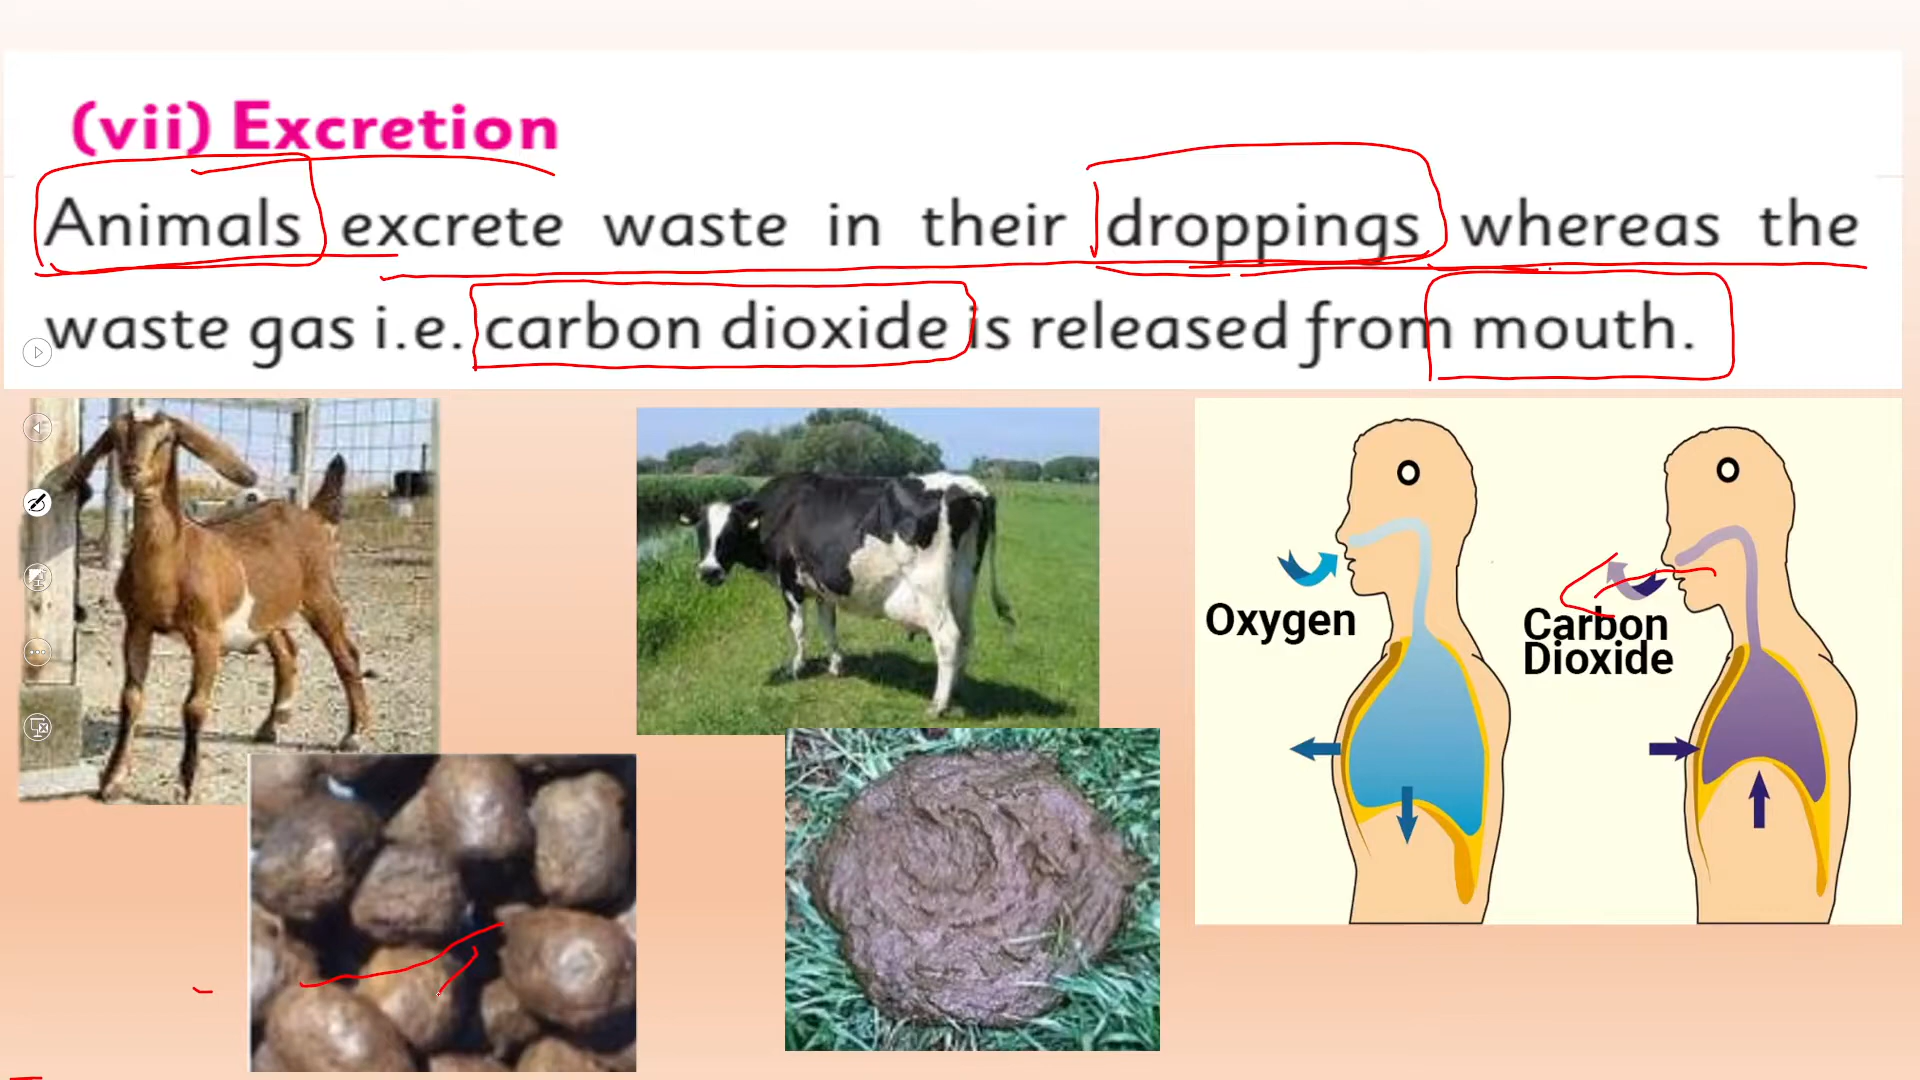 (vii) Excretion
Animals excrete waste in their droppings whereas the
waste gas i.e. carbon dioxide is released from mouth.
Oxygen
Carbon
Dioxide